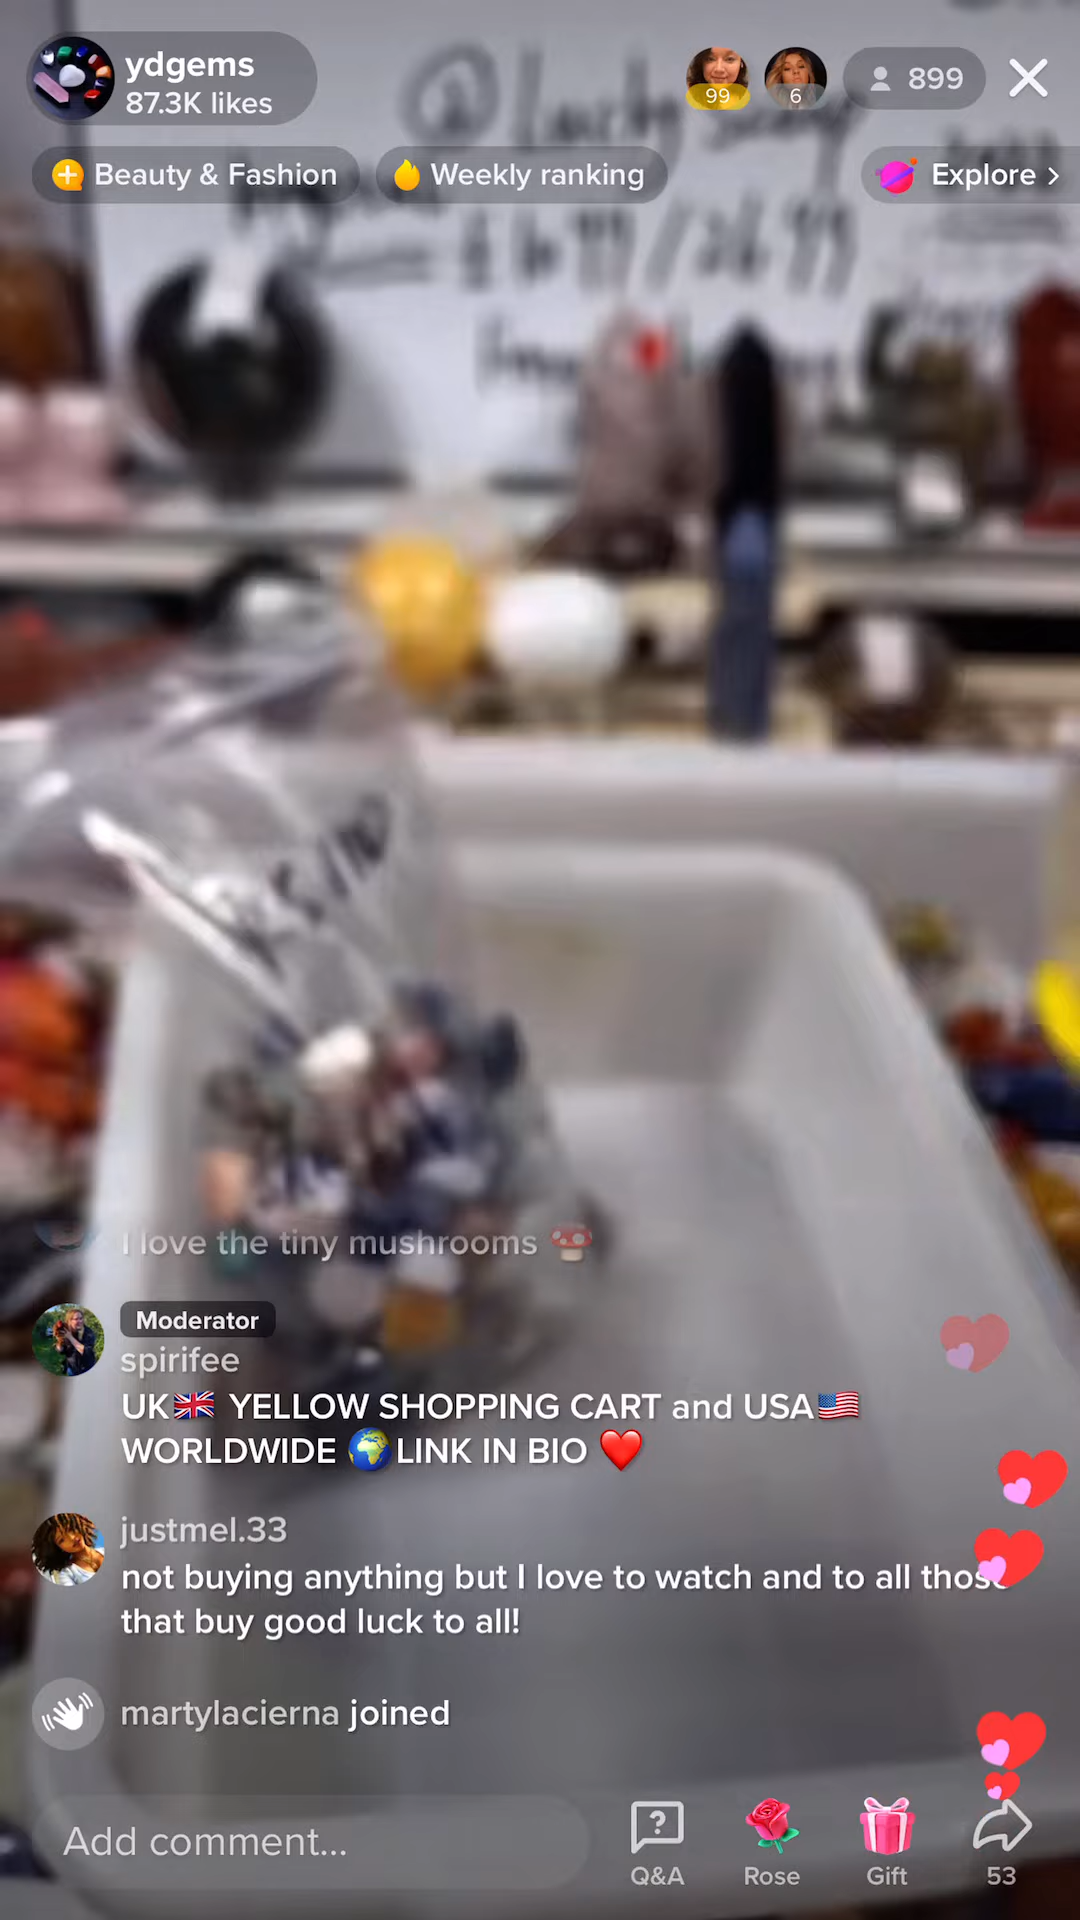 ydgems
87.3K likes
99
6
899
Beauty & Fashion
Weekly ranking
Explore >
Lucky Scoop
I love the tiny mushrooms 🍄
Moderator
spirifee
UK🇬🇧 YELLOW SHOPPING CART and USA🇺🇸
WORLDWIDE 🌍LINK IN BIO ❤️
justmel.33
not buying anything but I love to watch and to all those
that buy good luck to all!
martylacierna joined
Add comment...
Q&A
Rose
Gift
53